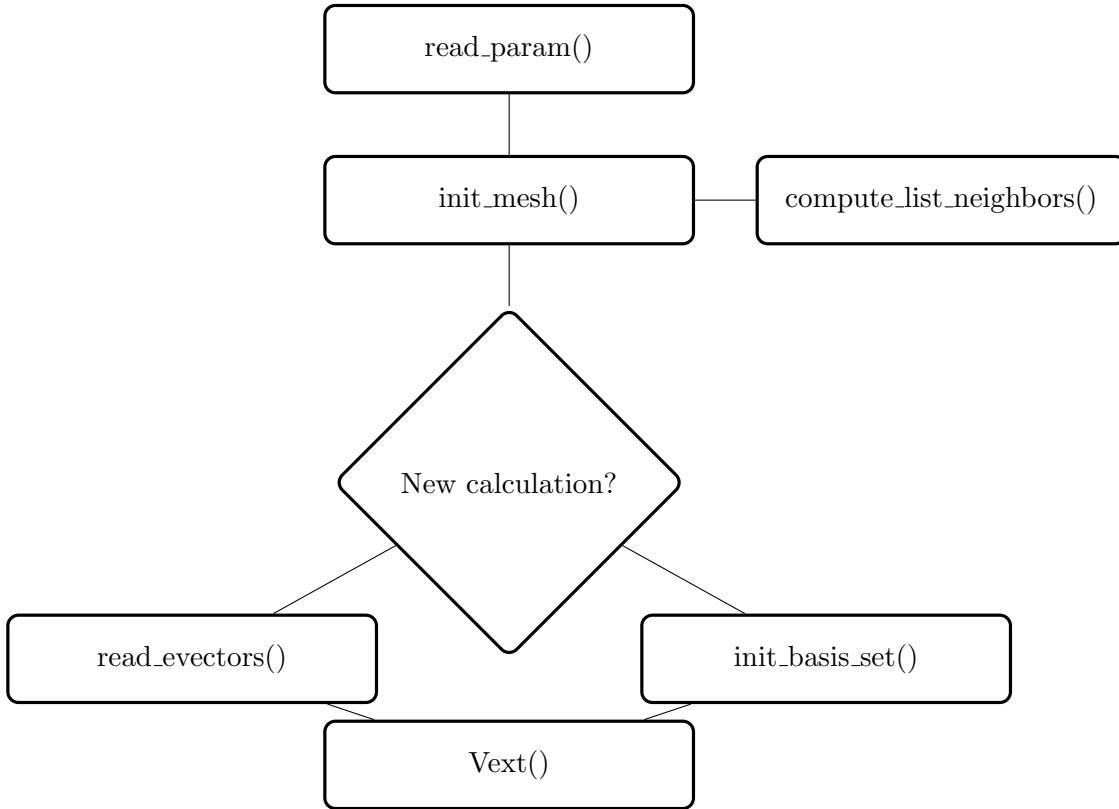 read_param()
init_mesh()
compute_list_neighbors()
New calculation?
read_evectors()
init_basis_set()
Vext()